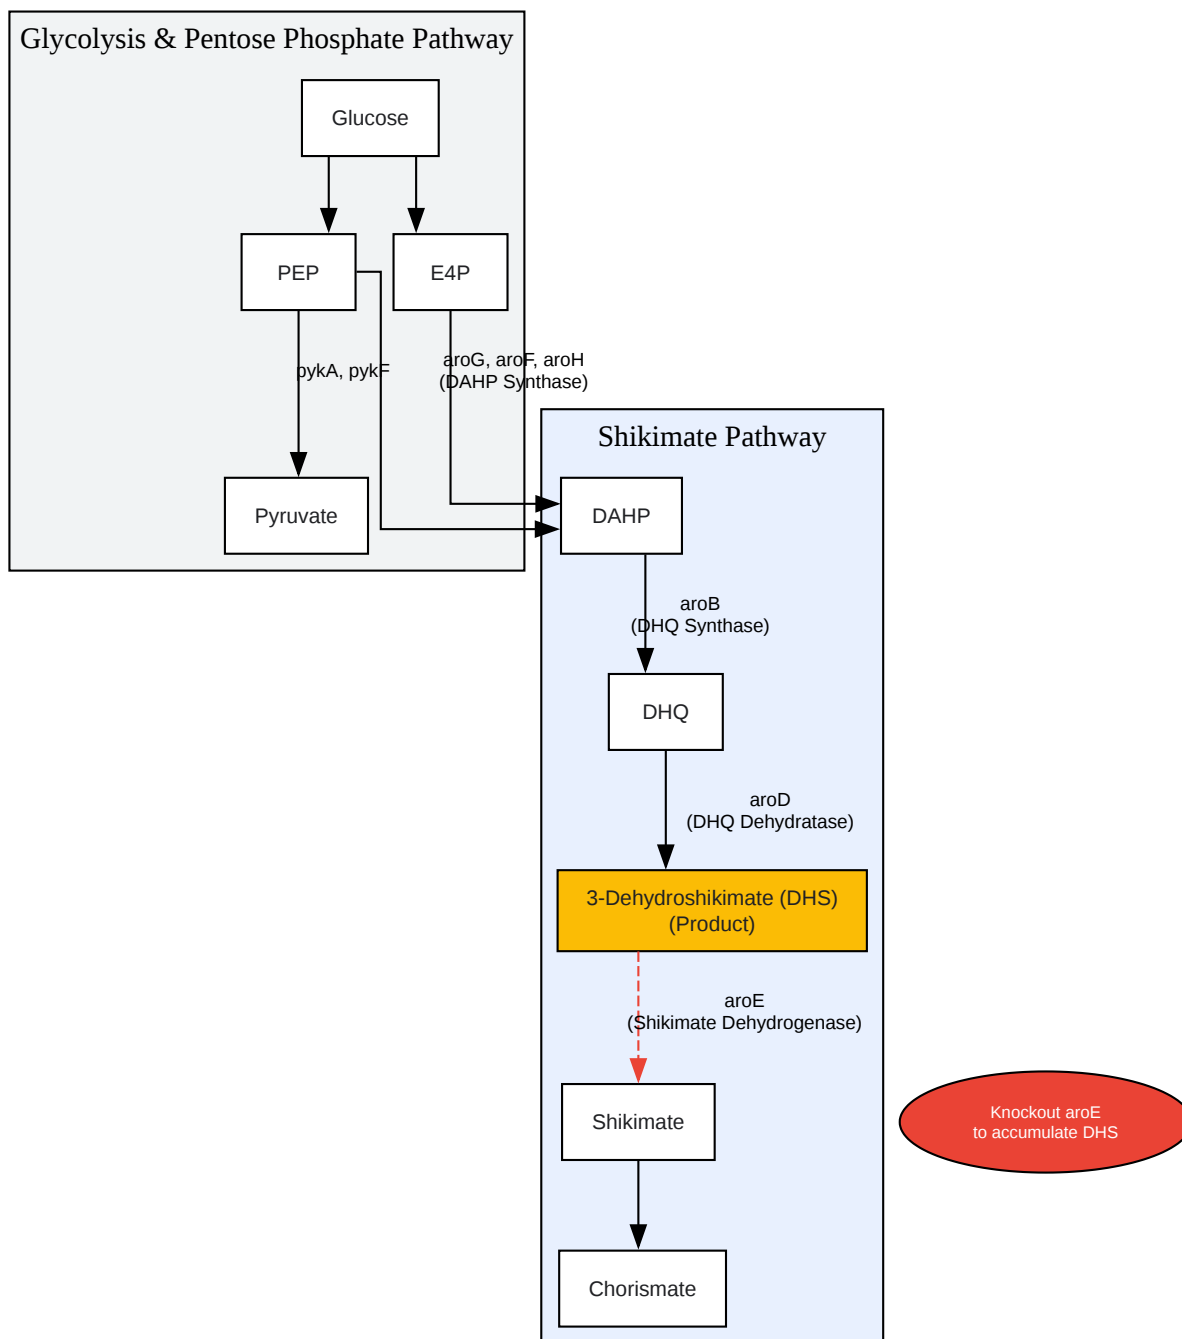 Glycolysis & Pentose Phosphate Pathway
Glucose
PEP
E4P
pykA, pykF
aroG, aroF, aroH
(DAHP Synthase)
Pyruvate
Shikimate Pathway
DAHP
aroB
(DHQ Synthase)
DHQ
aroD
(DHQ Dehydratase)
3-Dehydroshikimate (DHS)
(Product)
aroE
(Shikimate Dehydrogenase)
Shikimate
Knockout aroE
to accumulate DHS
Chorismate